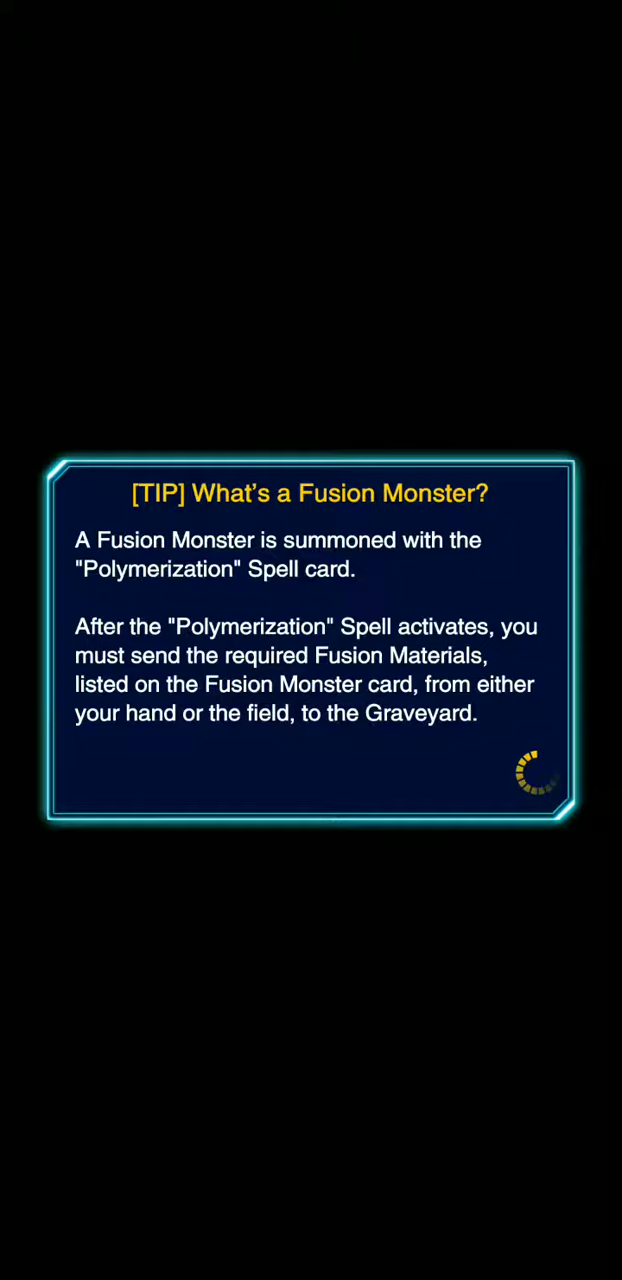 [TIP] What’s a Fusion Monster?
A Fusion Monster is summoned with the
"Polymerization" Spell card.
After the "Polymerization" Spell activates, you
must send the required Fusion Materials,
listed on the Fusion Monster card, from either
your hand or the field, to the Graveyard.